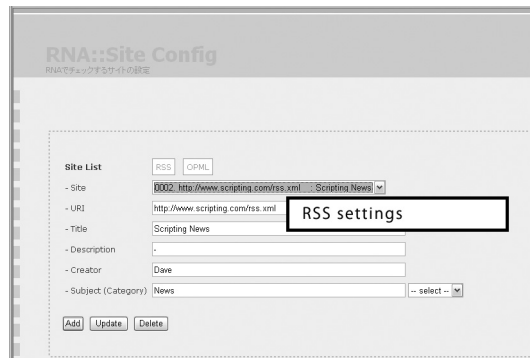 RNA::Site Config
RNAでチェックするサイトの設定
Site List RSS OPML
- Site 0002. http://www.scripting.com/rss.xml : Scripting News
- URI http://www.scripting.com/rss.xml
RSS settings
- Title Scripting News
- Description -
- Creator Dave
- Subject (Category) News -- select --
Add Update Delete